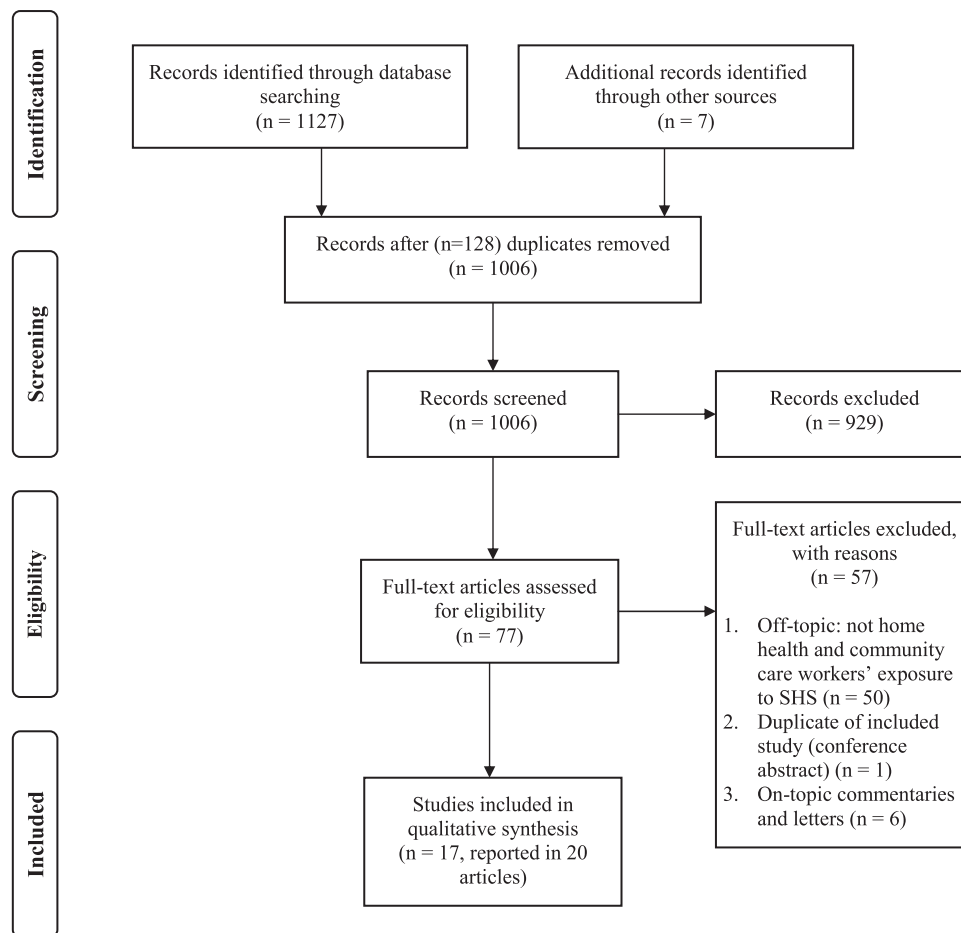 Identification
Records identified through database
searching
(n = 1127)
Additional records identified
through other sources
(n = 7)
Records after (n=128) duplicates removed
(n = 1006)
Screening
Records screened
(n = 1006)
Records excluded
(n = 929)
Eligibility
Full-text articles assessed
for eligibility
(n = 77)
Full-text articles excluded,
with reasons
(n = 57)
1. Off-topic: not home
health and community
care workers’ exposure
to SHS (n = 50)
2. Duplicate of included
study (conference
abstract) (n = 1)
3. On-topic commentaries
and letters (n = 6)
Included
Studies included in
qualitative synthesis
(n = 17, reported in 20
articles)